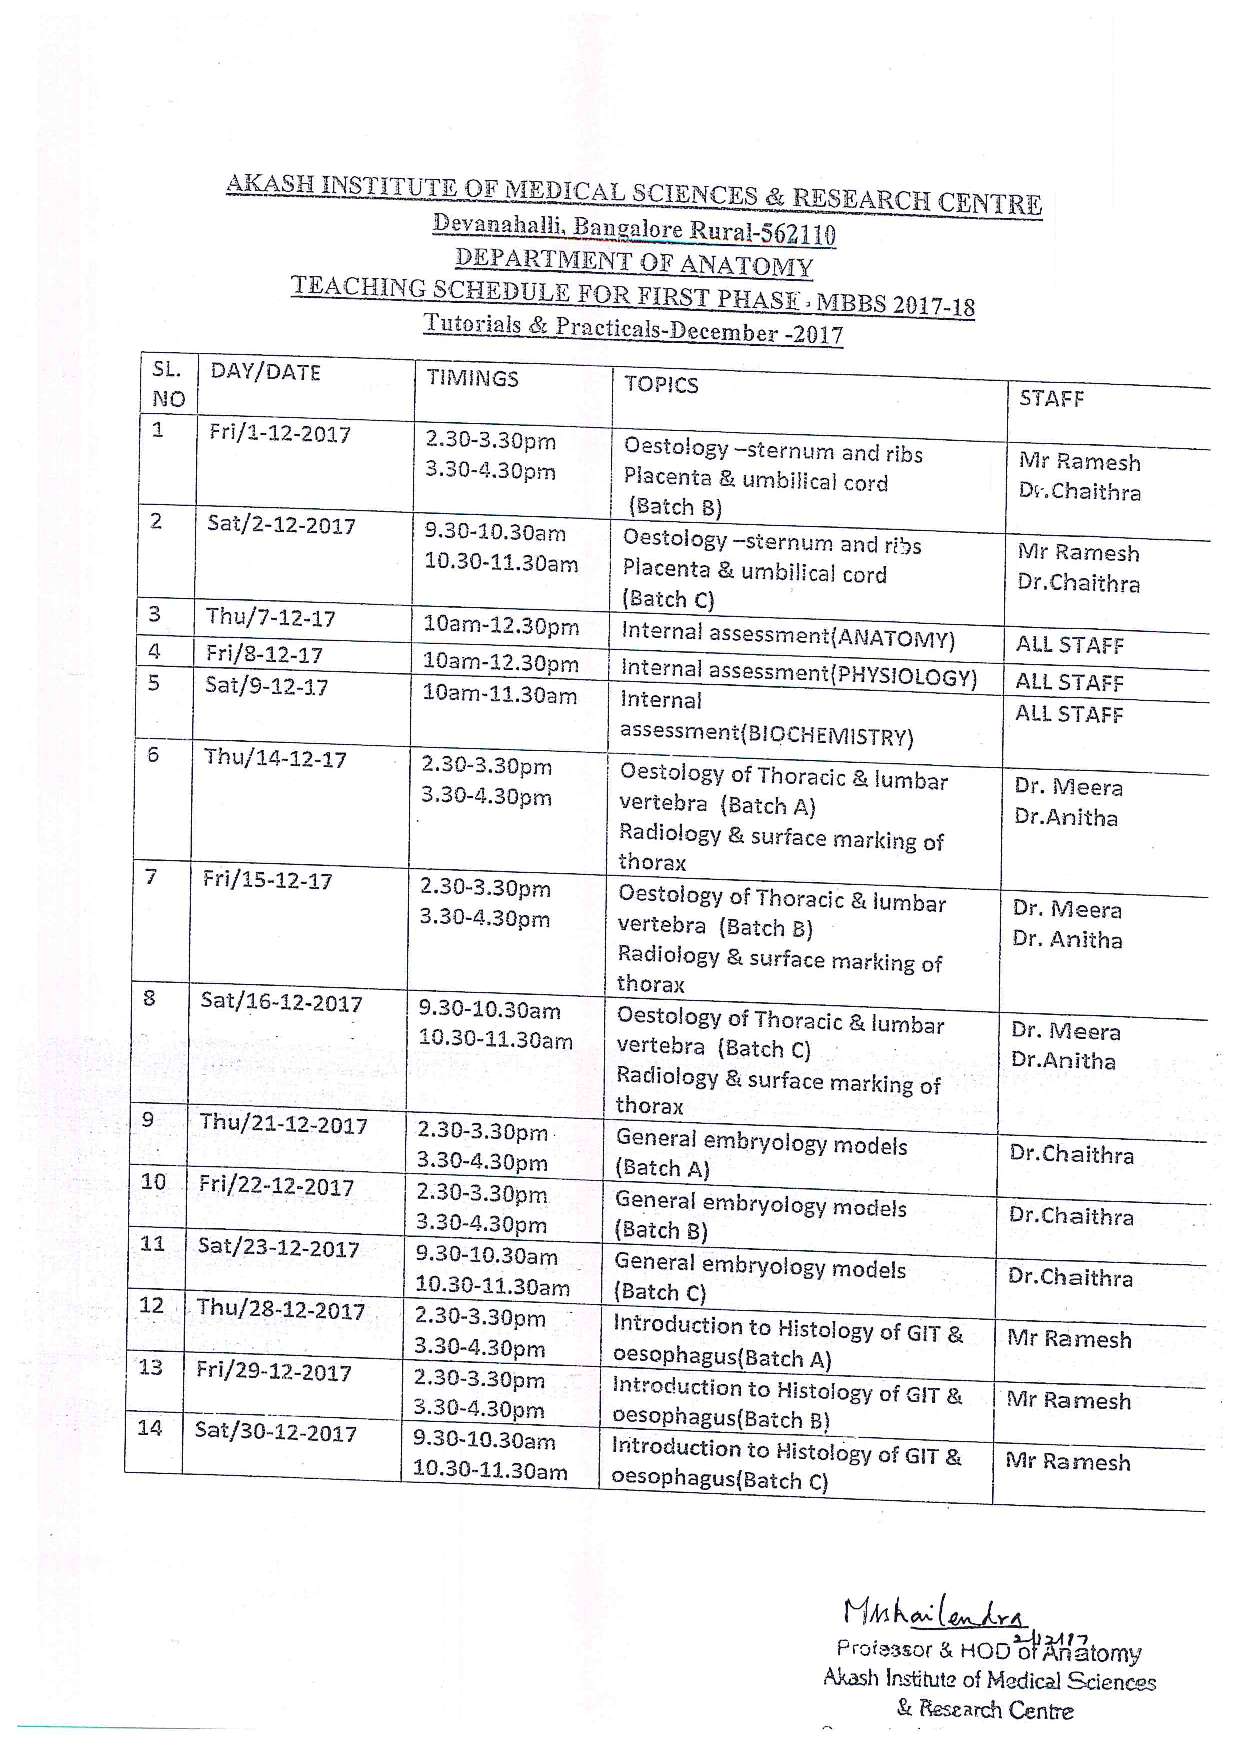 AKASH INSTITUTE OF MEDICAL SCIENCES & RESEARCH CENTRE
Devanahalli, Bangalore Rural-562110
DEPARTMENT OF ANATOMY
TEACHING SCHEDULE FOR FIRST PHASE - MBBS 2017-18
Tutorials & Practicals-December -2017
SL. NO DAY/DATE TIMINGS TOPICS STAFF
1 Fri/1-12-2017 2.30-3.30pm Oestology –sternum and ribs Mr Ramesh
3.30-4.30pm Placenta & umbilical cord Dr.Chaithra
(Batch B)
2 Sat/2-12-2017 9.30-10.30am Oestology –sternum and ribs Mr Ramesh
10.30-11.30am Placenta & umbilical cord Dr.Chaithra
(Batch C)
3 Thu/7-12-17 10am-12.30pm Internal assessment(ANATOMY) ALL STAFF
4 Fri/8-12-17 10am-12.30pm Internal assessment(PHYSIOLOGY) ALL STAFF
5 Sat/9-12-17 10am-11.30am Internal ALL STAFF
assessment(BIOCHEMISTRY)
6 Thu/14-12-17 2.30-3.30pm Oestology of Thoracic & lumbar Dr. Meera
3.30-4.30pm vertebra (Batch A) Dr.Anitha
Radiology & surface marking of
thorax
7 Fri/15-12-17 2.30-3.30pm Oestology of Thoracic & lumbar Dr. Meera
3.30-4.30pm vertebra (Batch B) Dr. Anitha
Radiology & surface marking of
thorax
8 Sat/16-12-2017 9.30-10.30am Oestology of Thoracic & lumbar Dr. Meera
10.30-11.30am vertebra (Batch C) Dr.Anitha
Radiology & surface marking of
thorax
9 Thu/21-12-2017 2.30-3.30pm General embryology models Dr.Chaithra
3.30-4.30pm (Batch A)
10 Fri/22-12-2017 2.30-3.30pm General embryology models Dr.Chaithra
3.30-4.30pm (Batch B)
11 Sat/23-12-2017 9.30-10.30am General embryology models Dr.Chaithra
10.30-11.30am (Batch C)
12 Thu/28-12-2017 2.30-3.30pm Introduction to Histology of GIT & Mr Ramesh
3.30-4.30pm oesophagus(Batch A)
13 Fri/29-12-2017 2.30-3.30pm Introduction to Histology of GIT & Mr Ramesh
3.30-4.30pm oesophagus(Batch B)
14 Sat/30-12-2017 9.30-10.30am Introduction to Histology of GIT & Mr Ramesh
10.30-11.30am oesophagus(Batch C)
Professor & HOD of Anatomy
Akash Institute of Medical Sciences
& Research Centre